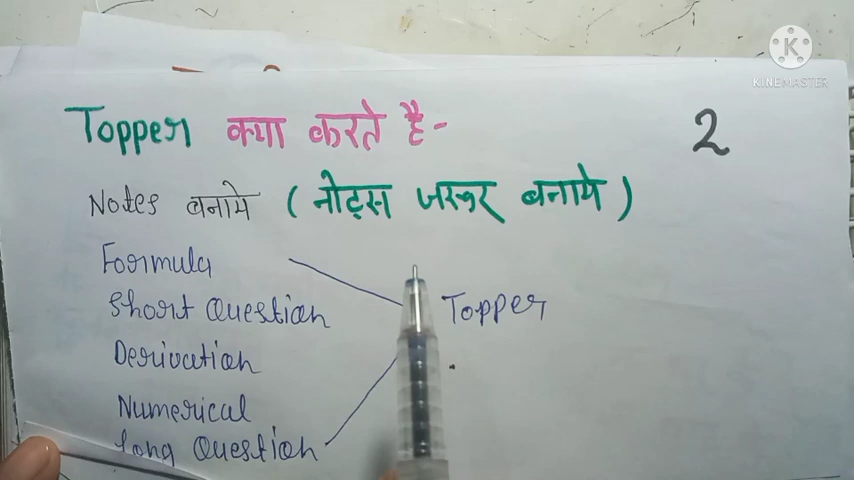 KINEMASTER
Topper क्या करते है-
2
Notes बनाये (नोट्स जरूर बनाये)
Formula
Short Question
Topper
Derivation
Numerical
Long Question